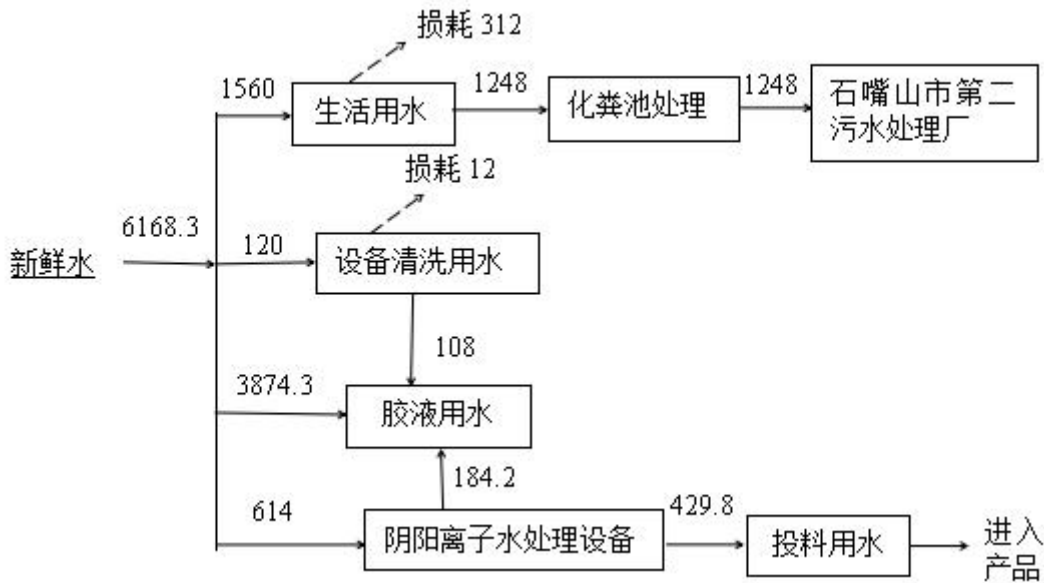 损耗 312
1560
生活用水
1248
化粪池处理
1248
石嘴山市第二
污水处理厂
损耗 12
6168.3
新鲜水
120
设备清洗用水
108
3874.3
胶液用水
184.2
614
阴阳离子水处理设备
429.8
投料用水
进入
产品